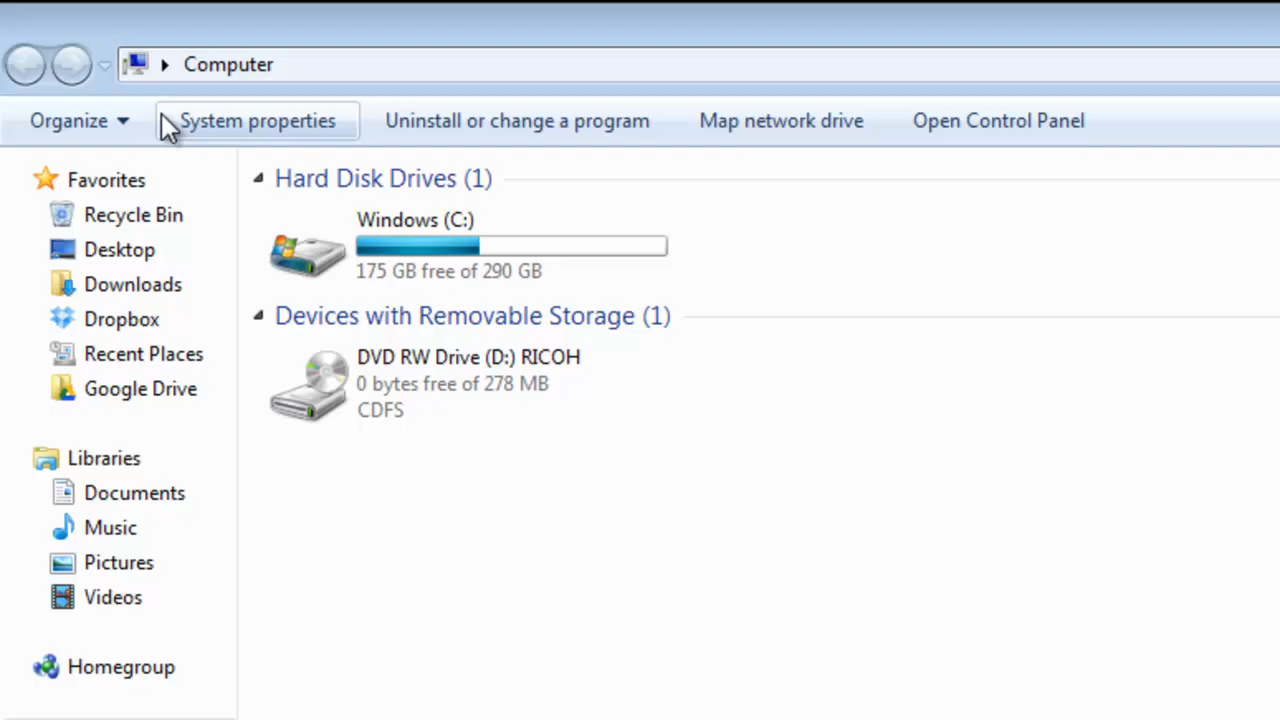 Computer
Organize
System properties
Uninstall or change a program
Map network drive
Open Control Panel
Favorites
Recycle Bin
Desktop
Downloads
Dropbox
Recent Places
Google Drive
Libraries
Documents
Music
Pictures
Videos
Homegroup
Hard Disk Drives (1)
Windows (C:)
175 GB free of 290 GB
Devices with Removable Storage (1)
DVD RW Drive (D:) RICOH
0 bytes free of 278 MB
CDFS